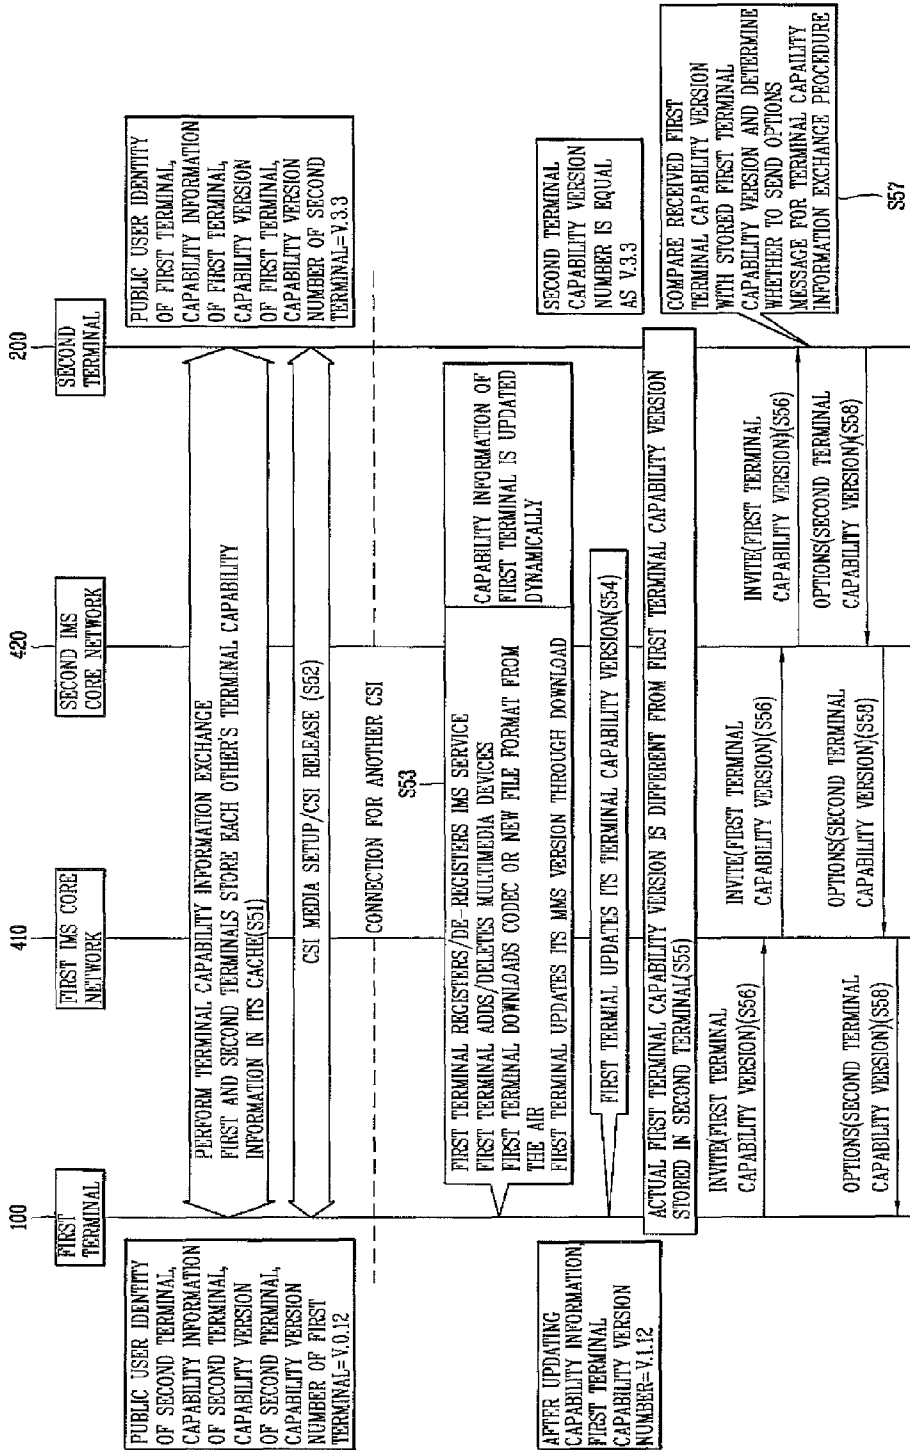 100
410
420
200
FIRST
TERMINAL
FIRST IMS CORE
NETWORK
SECOND IMS
CORE NETWORK
SECOND
TERMINAL
PUBLIC USER IDENTITY
OF SECOND TERMINAL,
CAPABILITY INFORMATION
OF SECOND TERMINAL,
CAPABILITY VERSION
OF SECOND TERMINAL,
CAPABILITY VERSION
NUMBER OF FIRST
TERMINAL=V.0.12
PERFORM TERMINAL CAPABILITY INFORMATION EXCHANGE
FIRST AND SECOND TERMINALS STORE EACH OTHER'S TERMINAL CAPABILITY
INFORMATION IN ITS CACHE(S51)
PUBLIC USER IDENTITY
OF FIRST TERMINAL,
CAPABILITY INFORMATION
OF FIRST TERMINAL,
CAPABILITY VERSION
OF FIRST TERMINAL,
CAPABILITY VERSION
NUMBER OF SECOND
TERMINAL=V.3.3
CSI MEDIA SETUP/CSI RELEASE (S52)
CONNECTION FOR ANOTHER CSI
S53
FIRST TERMINAL REGISTERS/DE-REGISTERS IMS SERVICE
FIRST TERMINAL ADDS/DELETES MULTIMEDIA DEVICES
FIRST TERMINAL DOWNLOADS CODEC OR NEW FILE FORMAT FROM
THE AIR
FIRST TERMINAL UPDATES ITS MMS VERSION THROUGH DOWNLOAD
CAPABILITY INFORMATION OF
FIRST TERMINAL IS UPDATED
DYNAMICALLY
AFTER UPDATING
CAPABILITY INFORMATION,
FIRST TERMINAL
CAPABILITY VERSION
NUMBER=V.1.12
FIRST TERMIAL UPDATES ITS TERMINAL CAPABILITY VERSION(S54)
SECOND TERMINAL
CAPABILITY VERSION
NUMBER IS EQUAL
AS V.3.3
ACTUAL FIRST TERMINAL CAPABILITY VERSION IS DIFFERENT FROM FIRST TERMINAL CAPABILITY VERSION
STORED IN SECOND TERMINAL(S55)
INVITE(FIRST TERMINAL
CAPABILITY VERSION)(S56)
INVITE(FIRST TERMINAL
CAPABILITY VERSION)(S56)
INVITE(FIRST TERMINAL
CAPABILITY VERSION)(S56)
COMPARE RECEIVED FIRST
TERMINAL CAPABILITY VERSION
WITH STORED FIRST TERMINAL
CAPABILITY VERSION AND DETERMINE
WHETHER TO SEND OPTIONS
MESSAGE FOR TERMINAL CAPAILITY
INFORMATION EXCHANGE PEOCEDURE
S57
OPTIONS(SECOND TERMINAL
CAPABILITY VERSION)(S58)
OPTIONS(SECOND TERMINAL
CAPABILITY VERSION)(S58)
OPTIONS(SECOND TERMINAL
CAPABILITY VERSION)(S58)